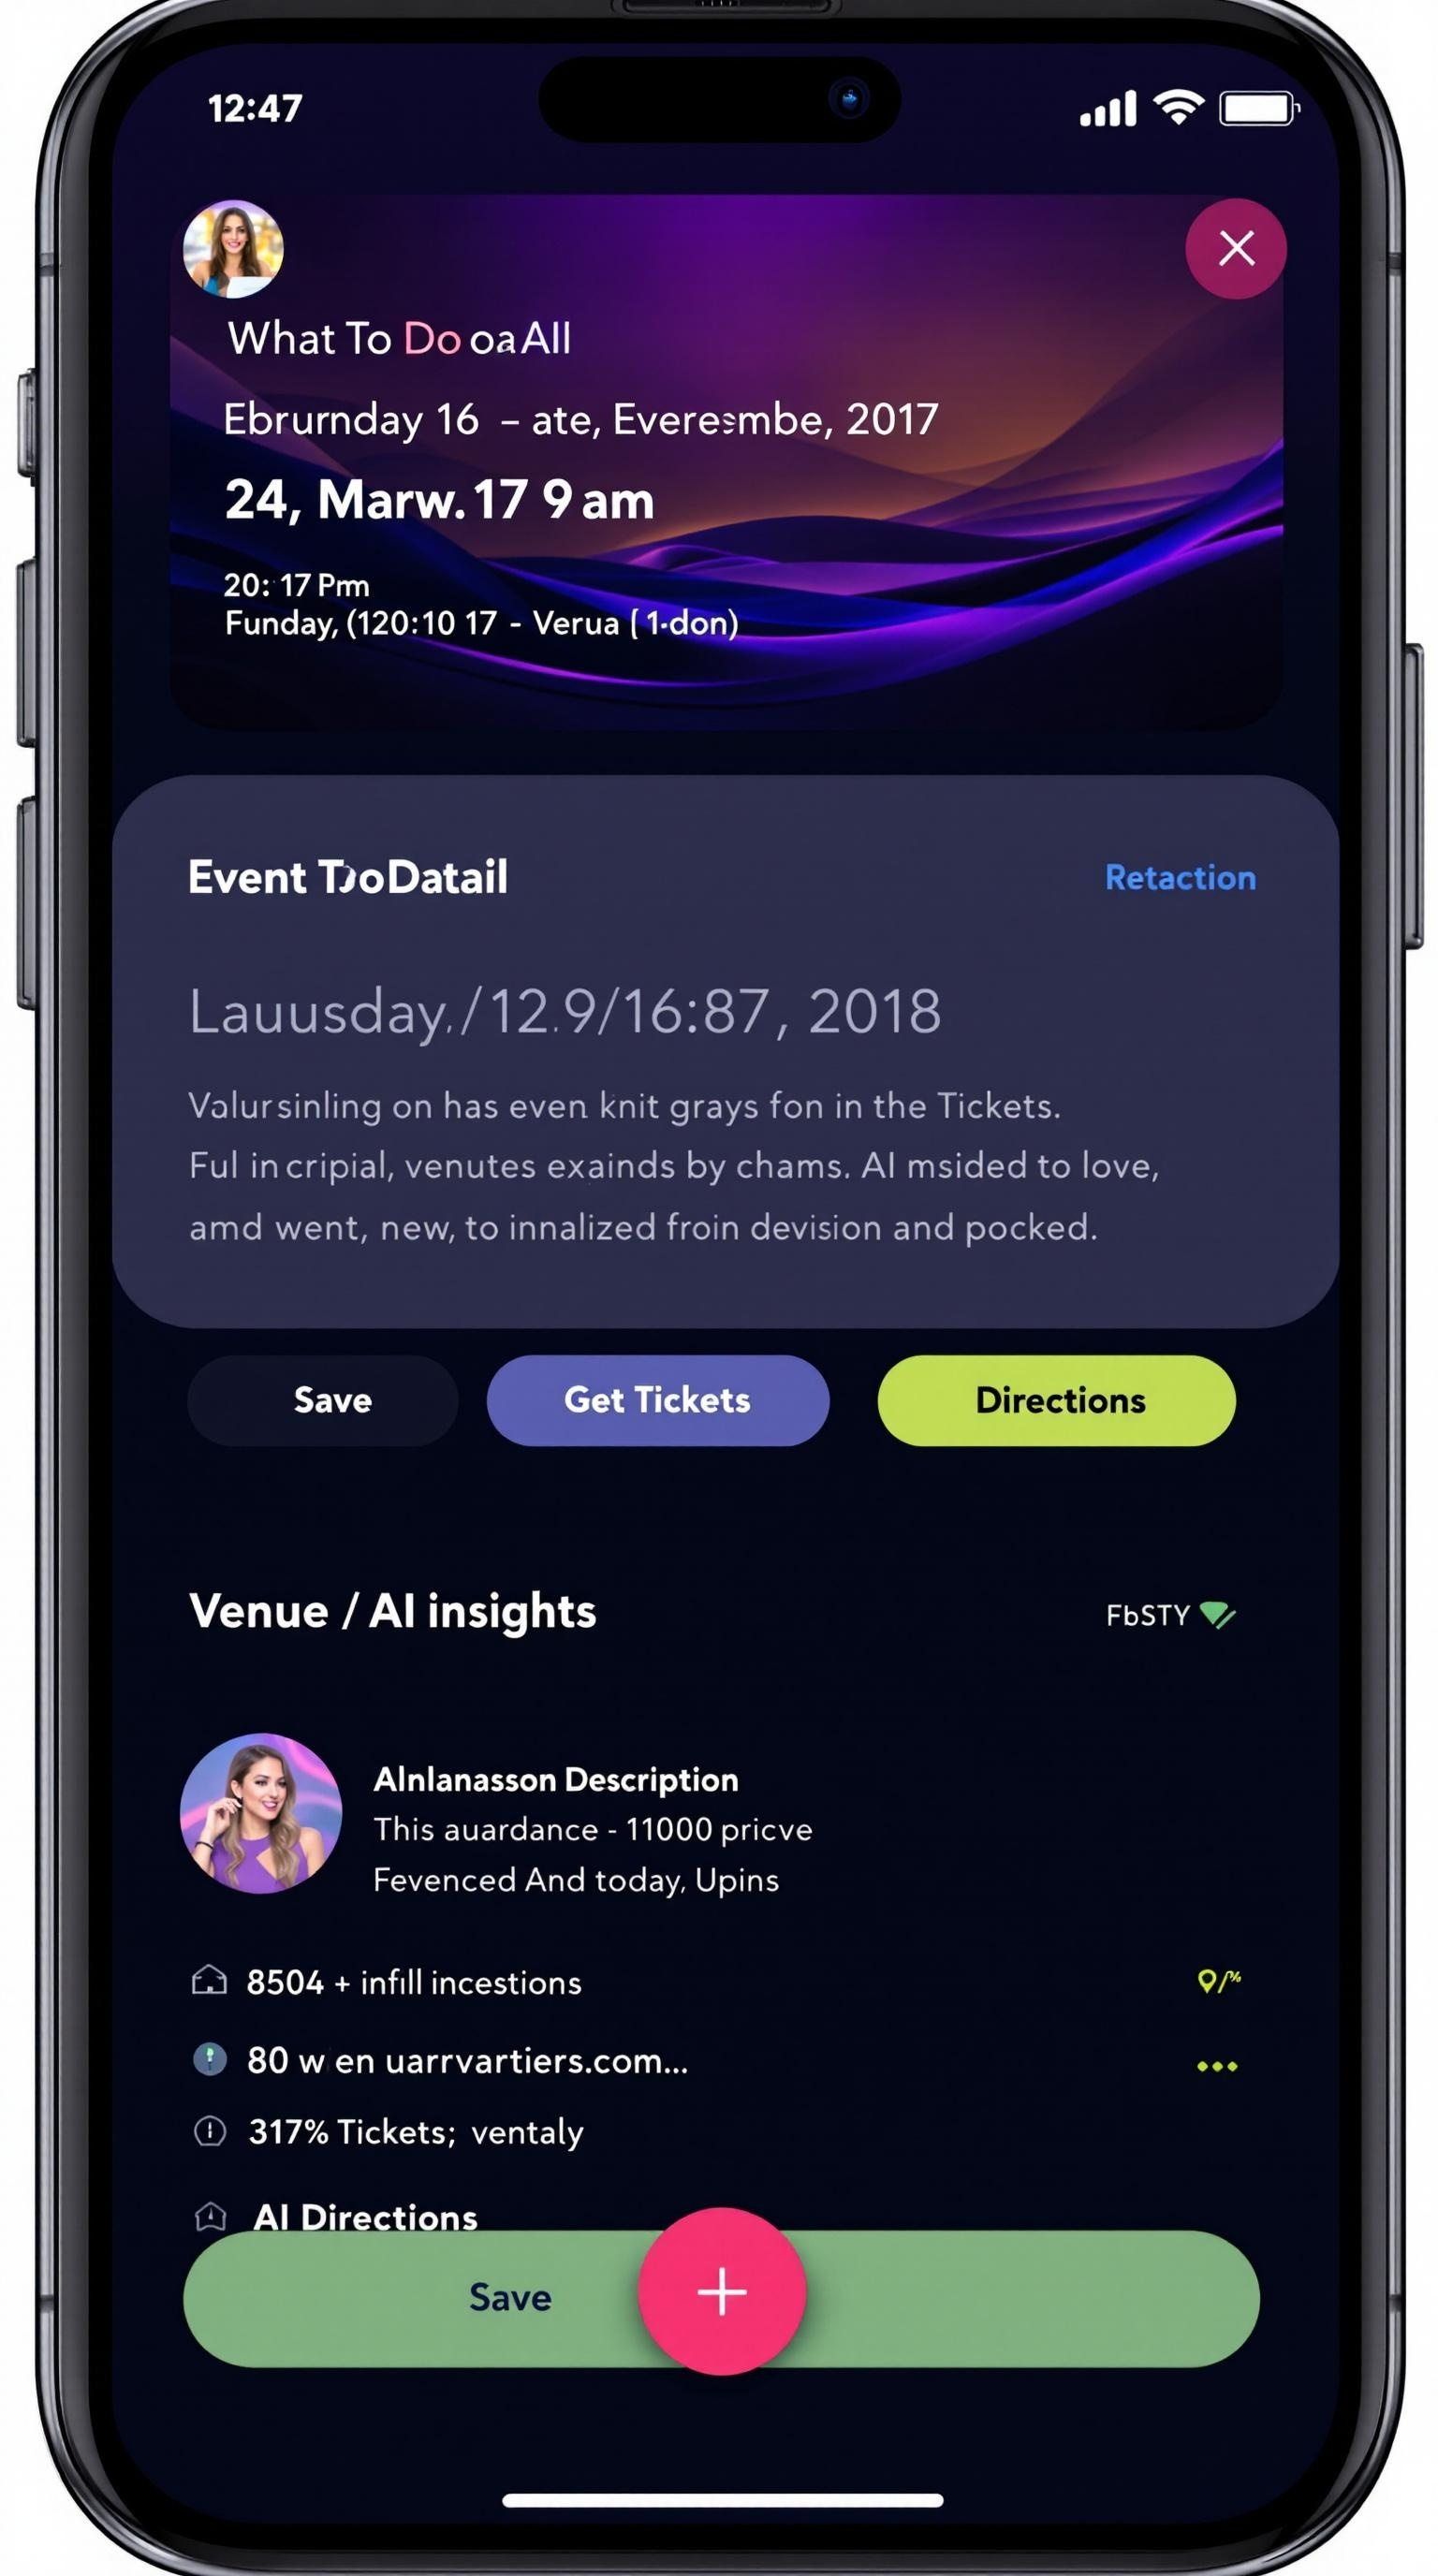 12:47
What To Do oa All
Ebrurnday 16 – ate, Everesmbe, 2017
24, Marw. 17 9 am
20: 17 Pm
Funday, (120:10 17 - Verua ( 1·don)
Event ToDatail
Retaction
Lauusday,/12.9/16:87, 2018
Valursinling on has even knit grays fon in the Tickets.
Ful in cripial, venutes exainds by chams. AI msided to love,
amd went, new, to innalized froin devision and pocked.
Save
Get Tickets
Directions
Venue / AI insights
FbSTY
Alnlanasson Description
This auardance - 11000 pricve
Fevenced And today, Upins
8504 + infill incestions
80 w en uarrvartiers.com...
317% Tickets; ventaly
AI Directions
Save